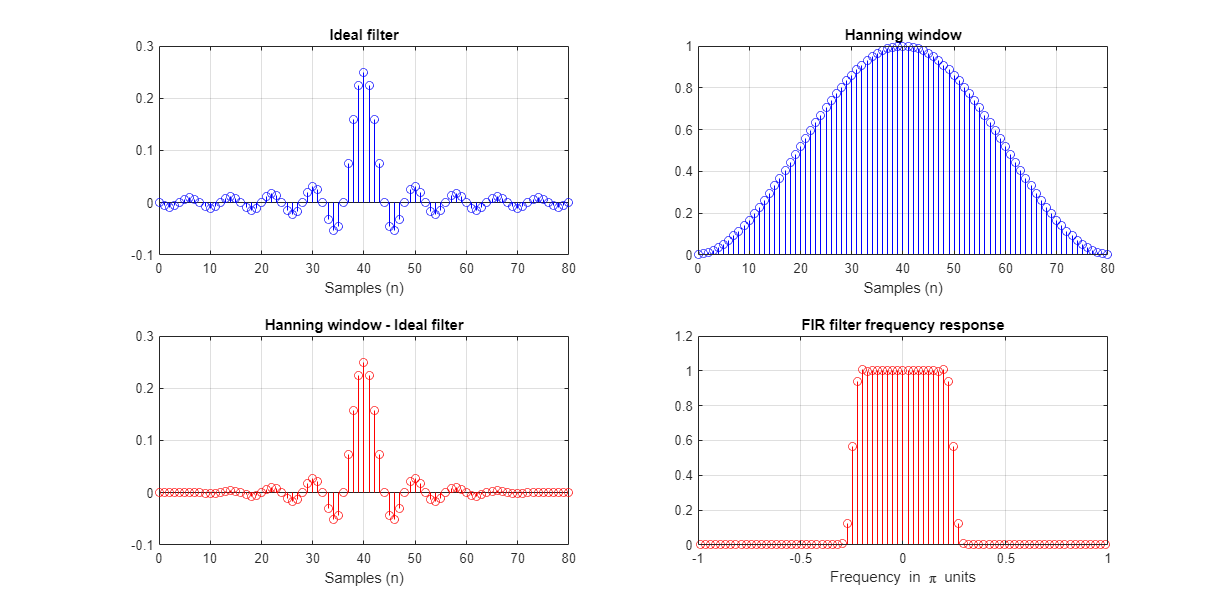 Ideal filter
0.3
0.2
0.1
0
-0.1
0 10 20 30 40 50 60 70 80
Samples (n)
Hanning window
1
0.8
0.6
0.4
0.2
0
0 10 20 30 40 50 60 70 80
Samples (n)
Hanning window - Ideal filter
0.3
0.2
0.1
0
-0.1
0 10 20 30 40 50 60 70 80
Samples (n)
FIR filter frequency response
1.2
1
0.8
0.6
0.4
0.2
0
-1 -0.5 0 0.5 1
Frequency in π units